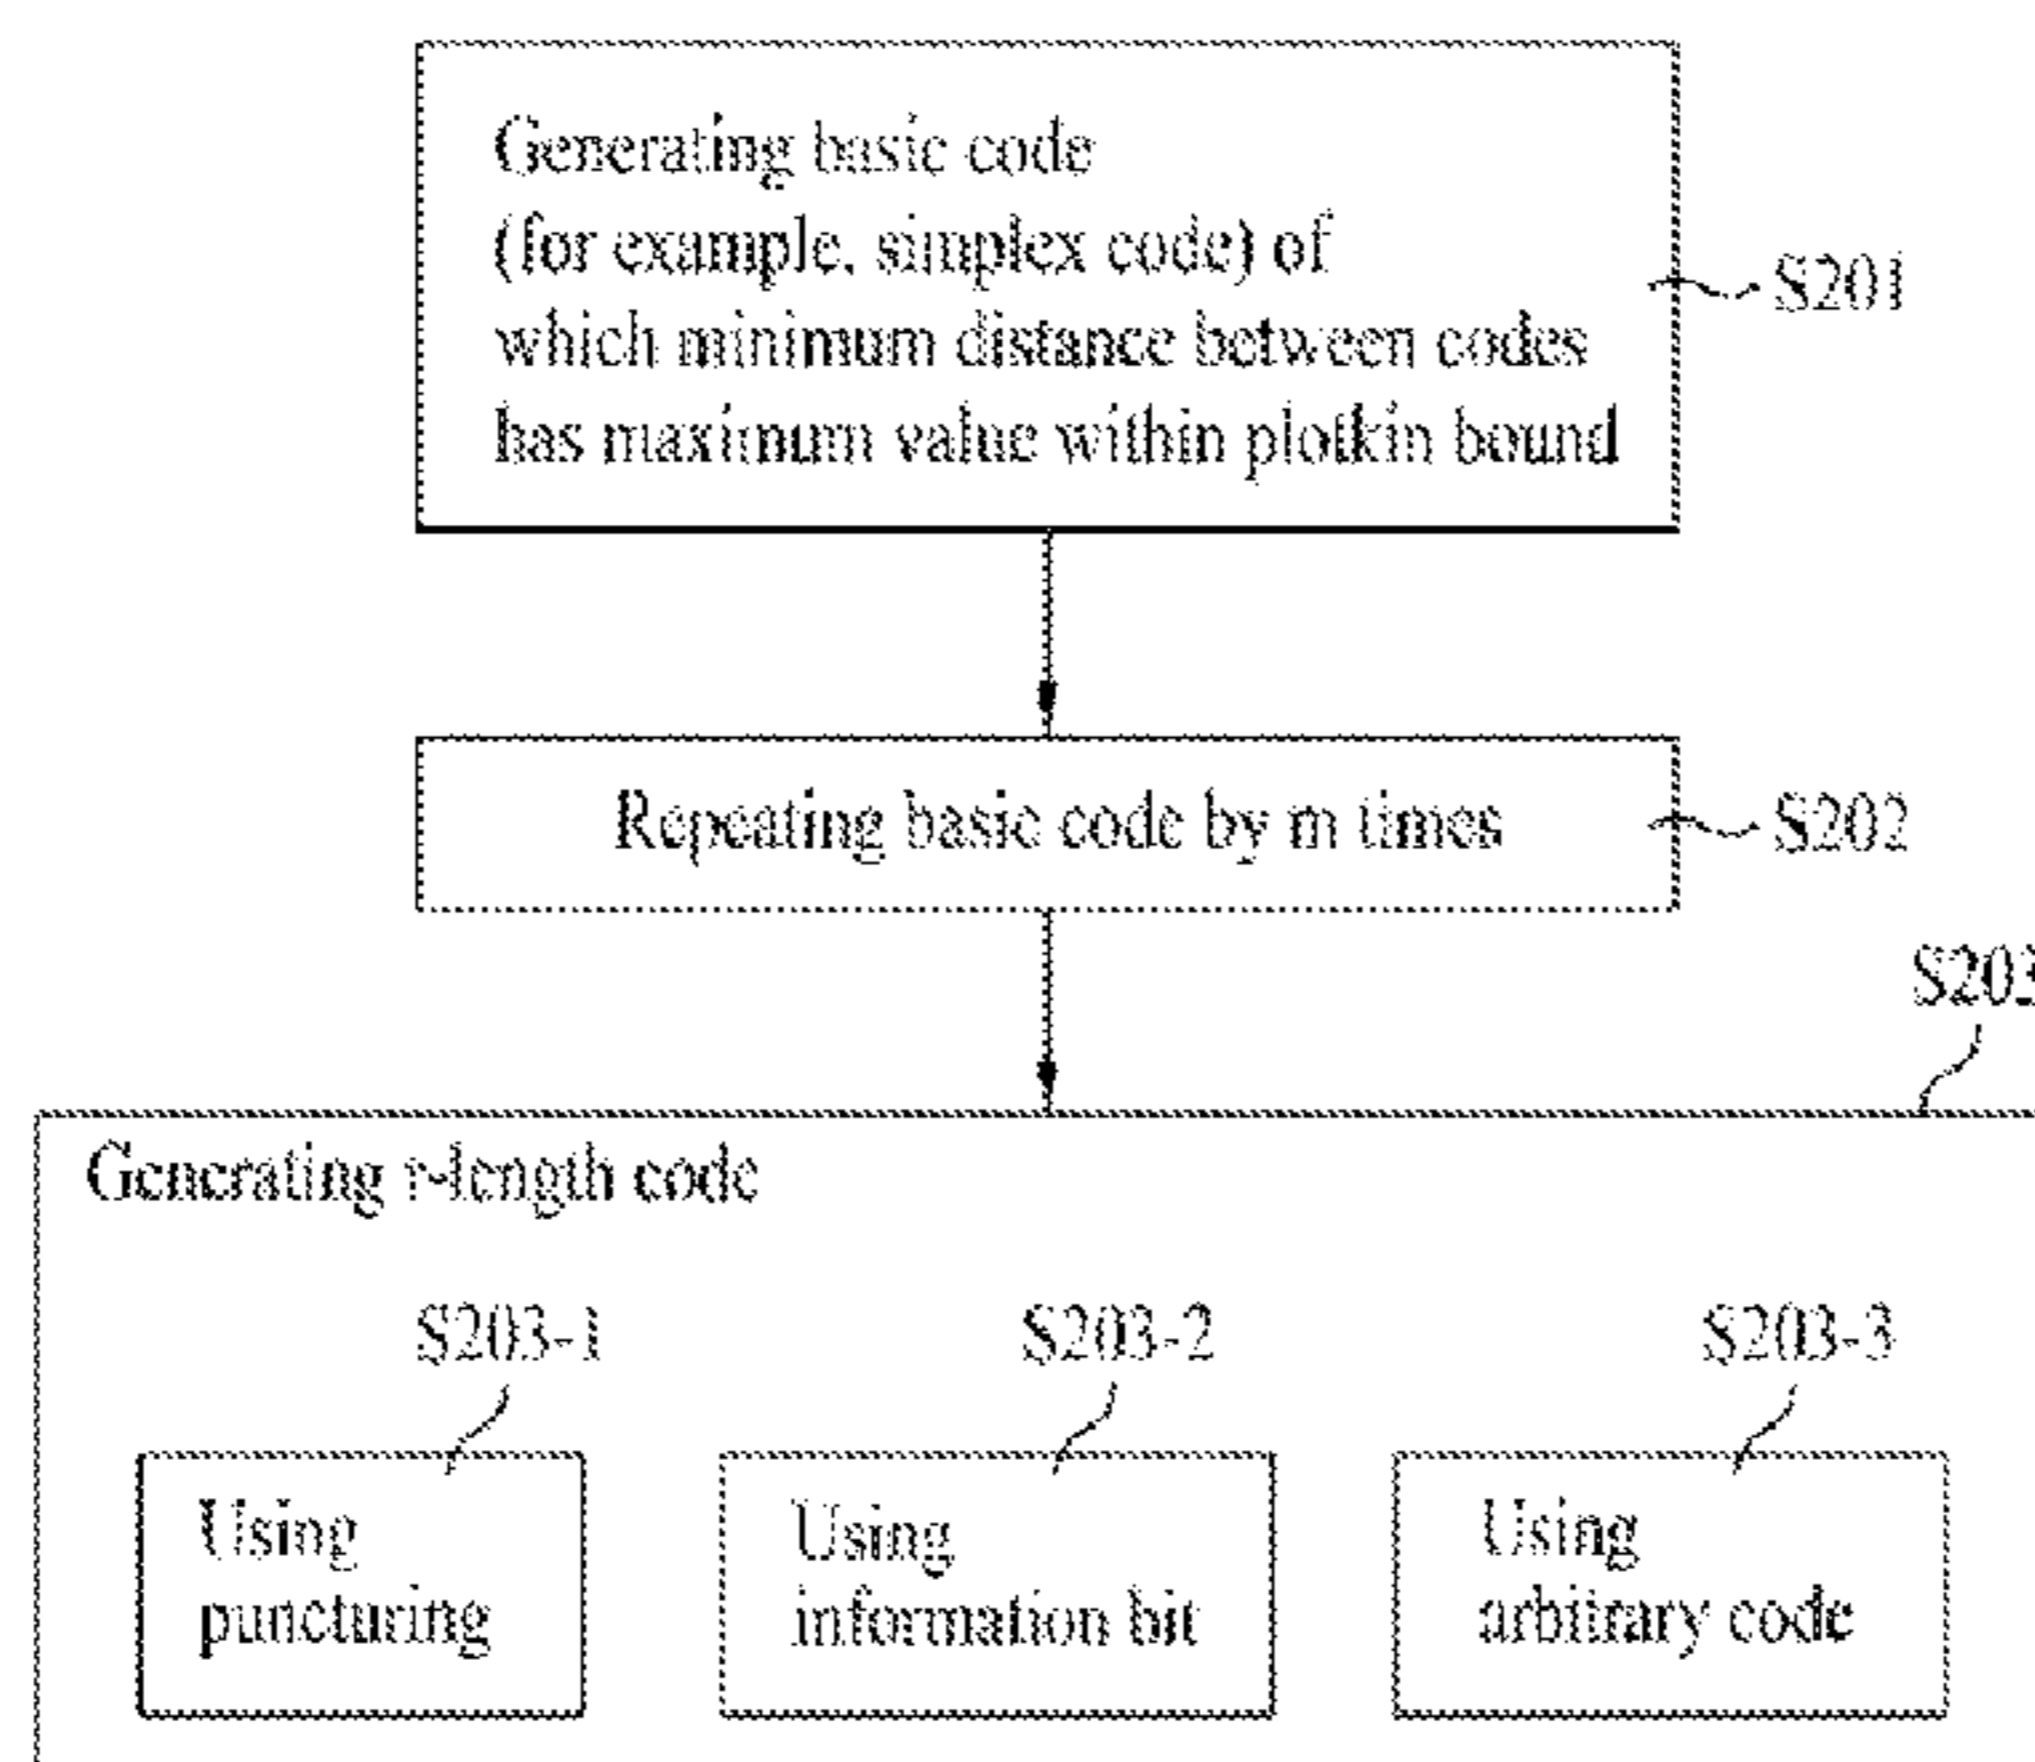 Generating basic code
(for example, simplex code) of
which minimum distance between codes
has maximum value within plotkin bound
S201
Repeating basic code by m times
S202
S203
Generating r-length code
S203-1
S203-2
S203-3
Using
puncturing
Using
information bit
Using
arbitrary code